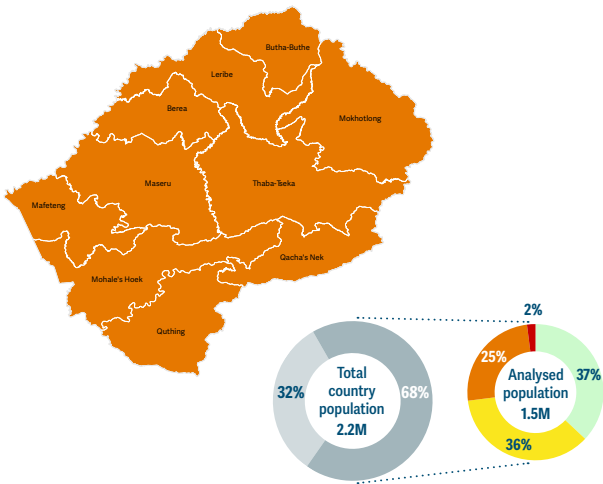 Butha-Buthe
Leribe
Berea
Mokhotlong
Maseru
Thaba-Tseka
Mafeteng
Qacha's Nek
Mohale's Hoek
Quthing
2%
25%
37%
Analysed
population
1.5M
36%
32%
Total
country
population
2.2M
68%